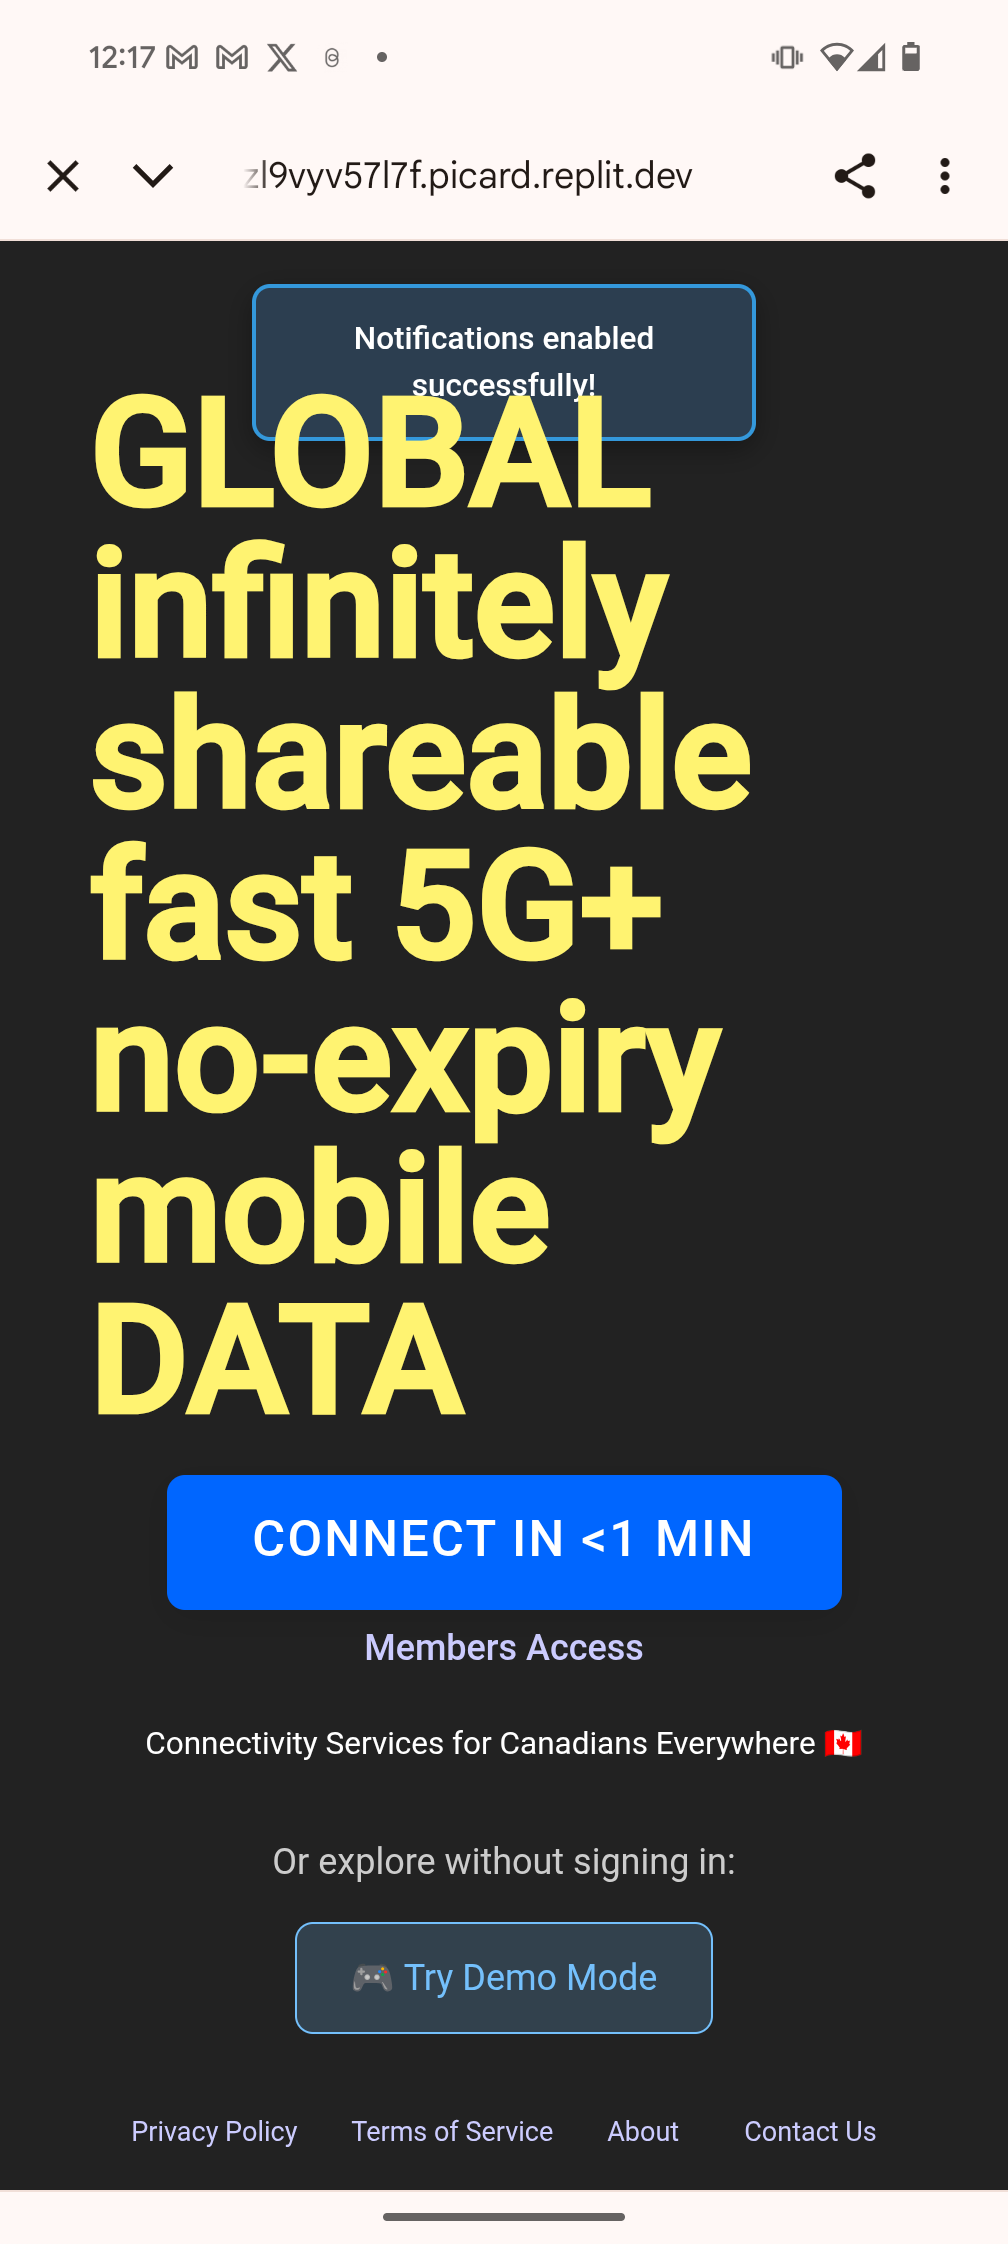 12:17
zl9vyv57l7f.picard.replit.dev
Notifications enabled
successfully!
GLOBAL
infinitely
shareable
fast 5G+
no-expiry
mobile
DATA
CONNECT IN <1 MIN
Members Access
Connectivity Services for Canadians Everywhere 🇨🇦
Or explore without signing in:
🎮 Try Demo Mode
Privacy Policy Terms of Service About Contact Us